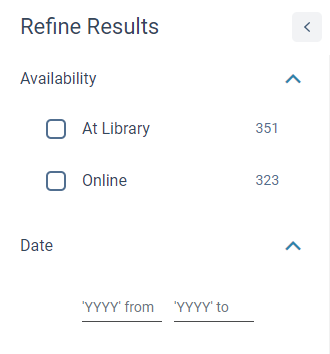 Refine Results
Availability
At Library 351
Online 323
Date
'YYYY' from 'YYYY' to